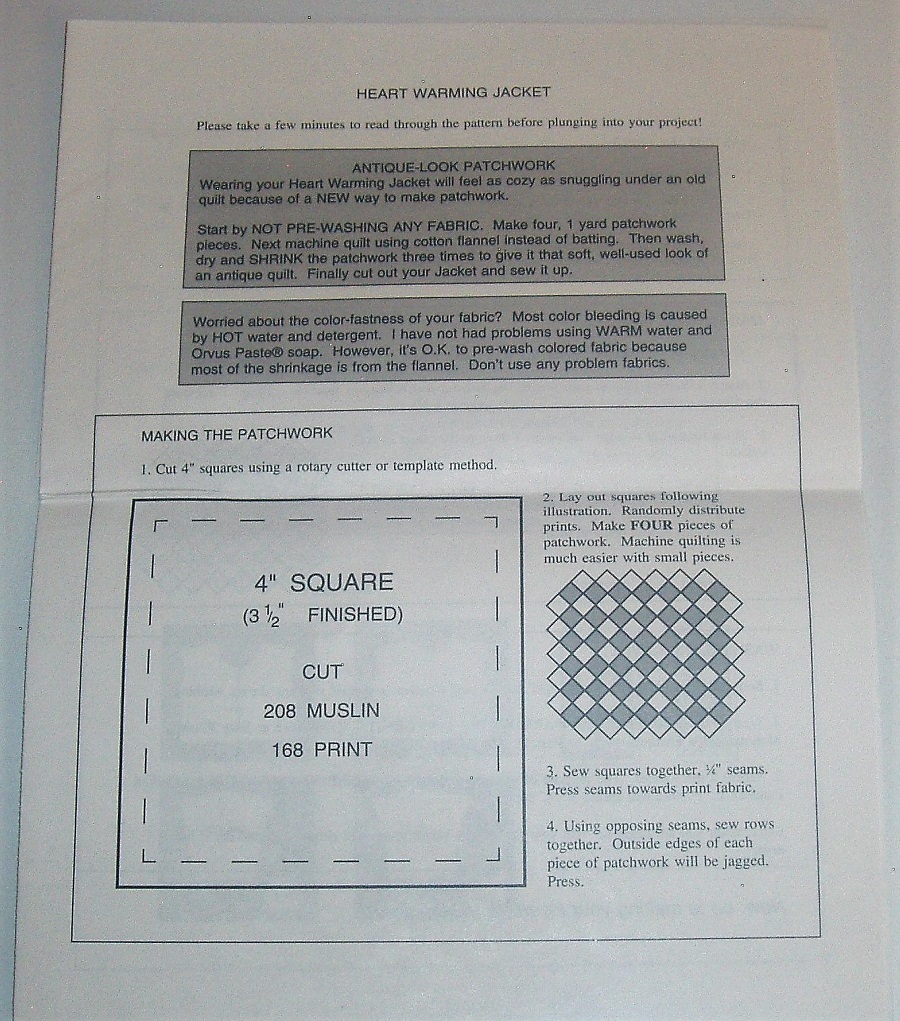 HEART WARMING JACKET
Please take a few minutes to read through the pattern before plunging into your project!
ANTIQUE-LOOK PATCHWORK
Wearing your Heart Warming Jacket will feel as cozy as snuggling under an old
quilt because of a NEW way to make patchwork.
Start by NOT PRE-WASHING ANY FABRIC. Make four, 1 yard patchwork
pieces. Next machine quilt using cotton flannel instead of batting. Then wash,
dry and SHRINK the patchwork three times to give it that soft, well-used look of
an antique quilt. Finally cut out your Jacket and sew it up.
Worried about the color-fastness of your fabric? Most color bleeding is caused
by HOT water and detergent. I have not had problems using WARM water and
Orvus Paste® soap. However, it's O.K. to pre-wash colored fabric because
most of the shrinkage is from the flannel. Don't use any problem fabrics.
MAKING THE PATCHWORK
1. Cut 4" squares using a rotary cutter or template method.
4" SQUARE
(3 ½" FINISHED)
CUT
208 MUSLIN
168 PRINT
2. Lay out squares following
illustration. Randomly distribute
prints. Make FOUR pieces of
patchwork. Machine quilting is
much easier with small pieces.
3. Sew squares together, ¼" seams.
Press seams towards print fabric.
4. Using opposing seams, sew rows
together. Outside edges of each
piece of patchwork will be jagged.
Press.